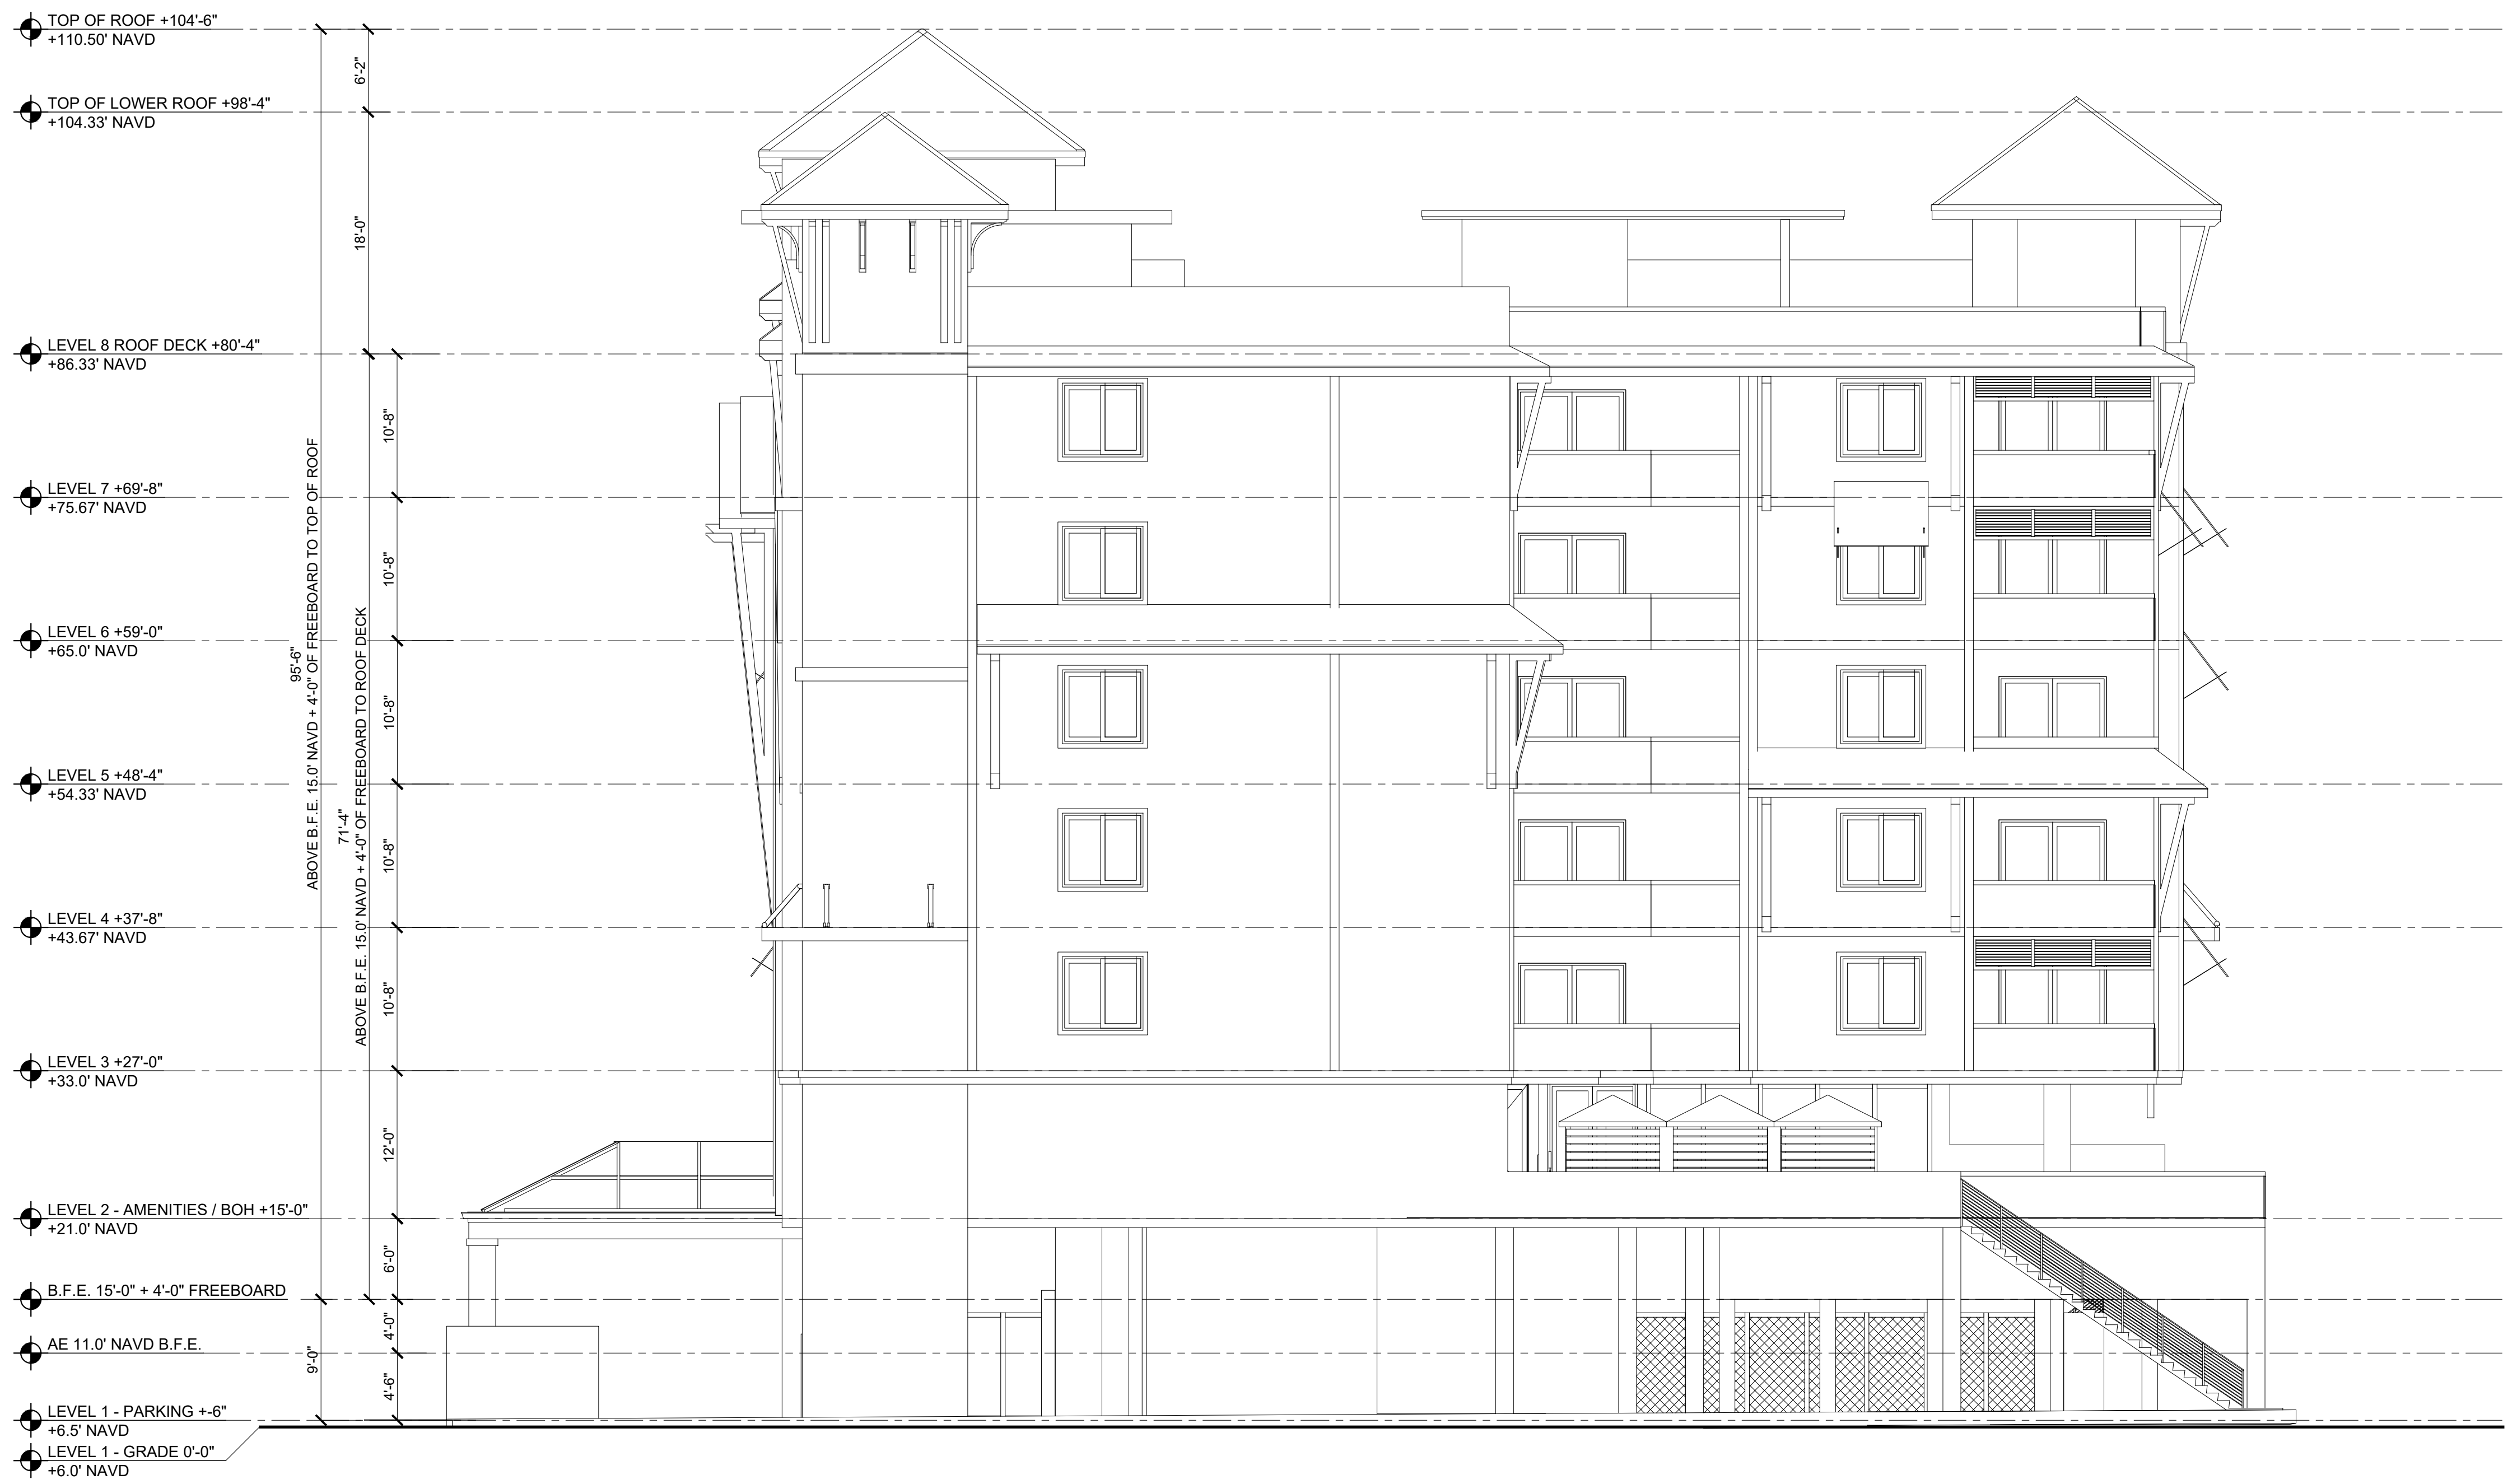 TOP OF ROOF +104'-6"
+110.50' NAVD
6'-2"
TOP OF LOWER ROOF +98'-4"
+104.33' NAVD
18'-0"
LEVEL 8 ROOF DECK +80'-4"
+86.33' NAVD
10'-8"
LEVEL 7 +69'-8"
+75.67' NAVD
10'-8"
LEVEL 6 +59'-0"
+65.0' NAVD
95'-6"
ABOVE B.F.E. 15.0' NAVD + 4'-0" OF FREEBOARD TO TOP OF ROOF
10'-8"
LEVEL 5 +48'-4"
+54.33' NAVD
71'-4"
ABOVE B.F.E. 15.0' NAVD + 4'-0" OF FREEBOARD TO ROOF DECK
10'-8"
LEVEL 4 +37'-8"
+43.67' NAVD
10'-8"
LEVEL 3 +27'-0"
+33.0' NAVD
12'-0"
LEVEL 2 - AMENITIES / BOH +15'-0"
+21.0' NAVD
6'-0"
B.F.E. 15'-0" + 4'-0" FREEBOARD
4'-0"
AE 11.0' NAVD B.F.E.
9'-0"
4'-6"
LEVEL 1 - PARKING +-6"
+6.5' NAVD
LEVEL 1 - GRADE 0'-0"
+6.0' NAVD